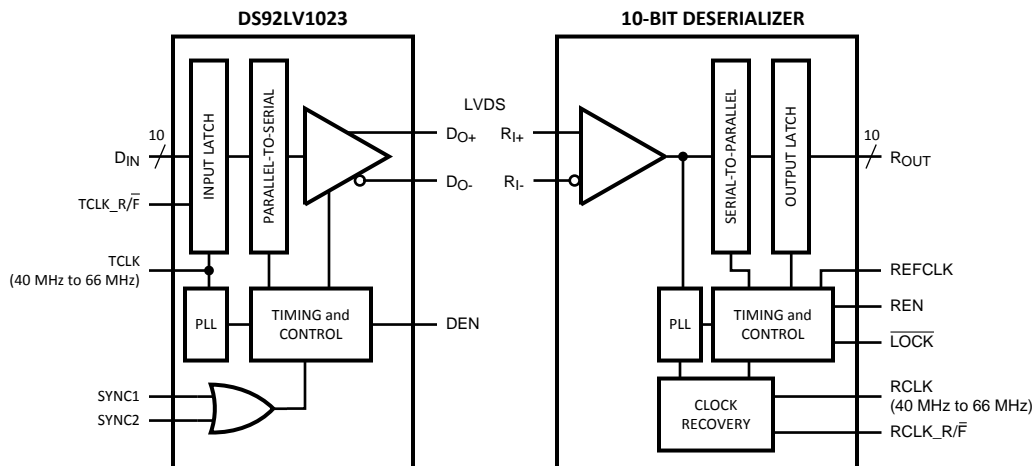 DS92LV1023
10-BIT DESERIALIZER
INPUT LATCH
PARALLEL-TO-SERIAL
LVDS
SERIAL-TO-PARALLEL
OUTPUT LATCH
10
DIN
TCLK_R/F̅
TCLK
(40 MHz to 66 MHz)
DO+
DO-
RI+
RI-
10
ROUT
PLL
TIMING and
CONTROL
DEN
PLL
TIMING and
CONTROL
REFCLK
REN
L̅O̅C̅K̅
SYNC1
SYNC2
CLOCK
RECOVERY
RCLK
(40 MHz to 66 MHz)
RCLK_R/F̅